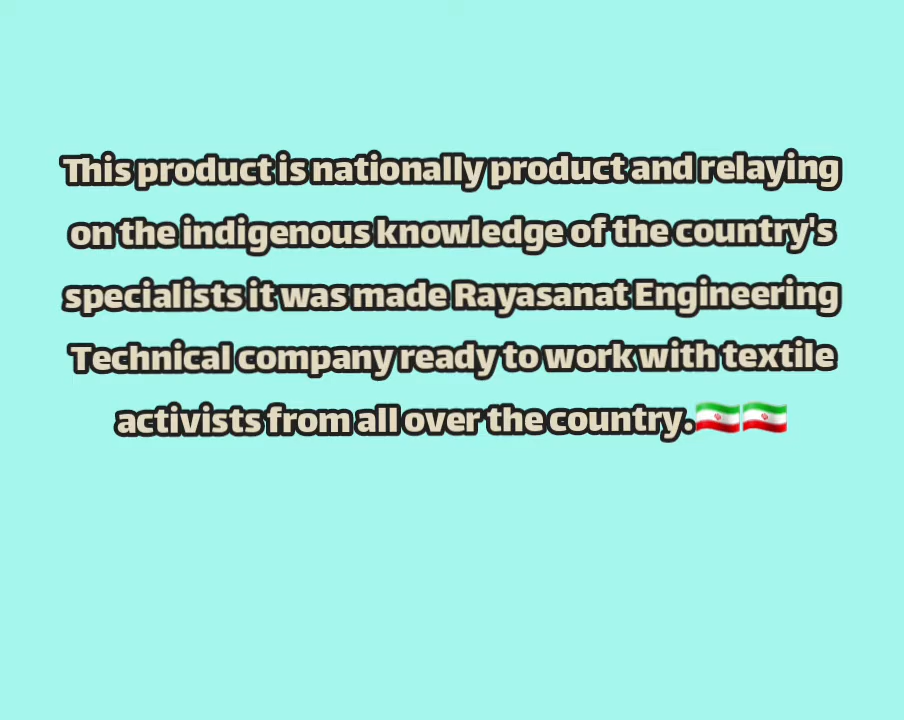 This product is nationally product and relaying
on the indigenous knowledge of the country's
specialists it was made Rayasanat Engineering
Technical company ready to work with textile
activists from all over the country.🇮🇷🇮🇷